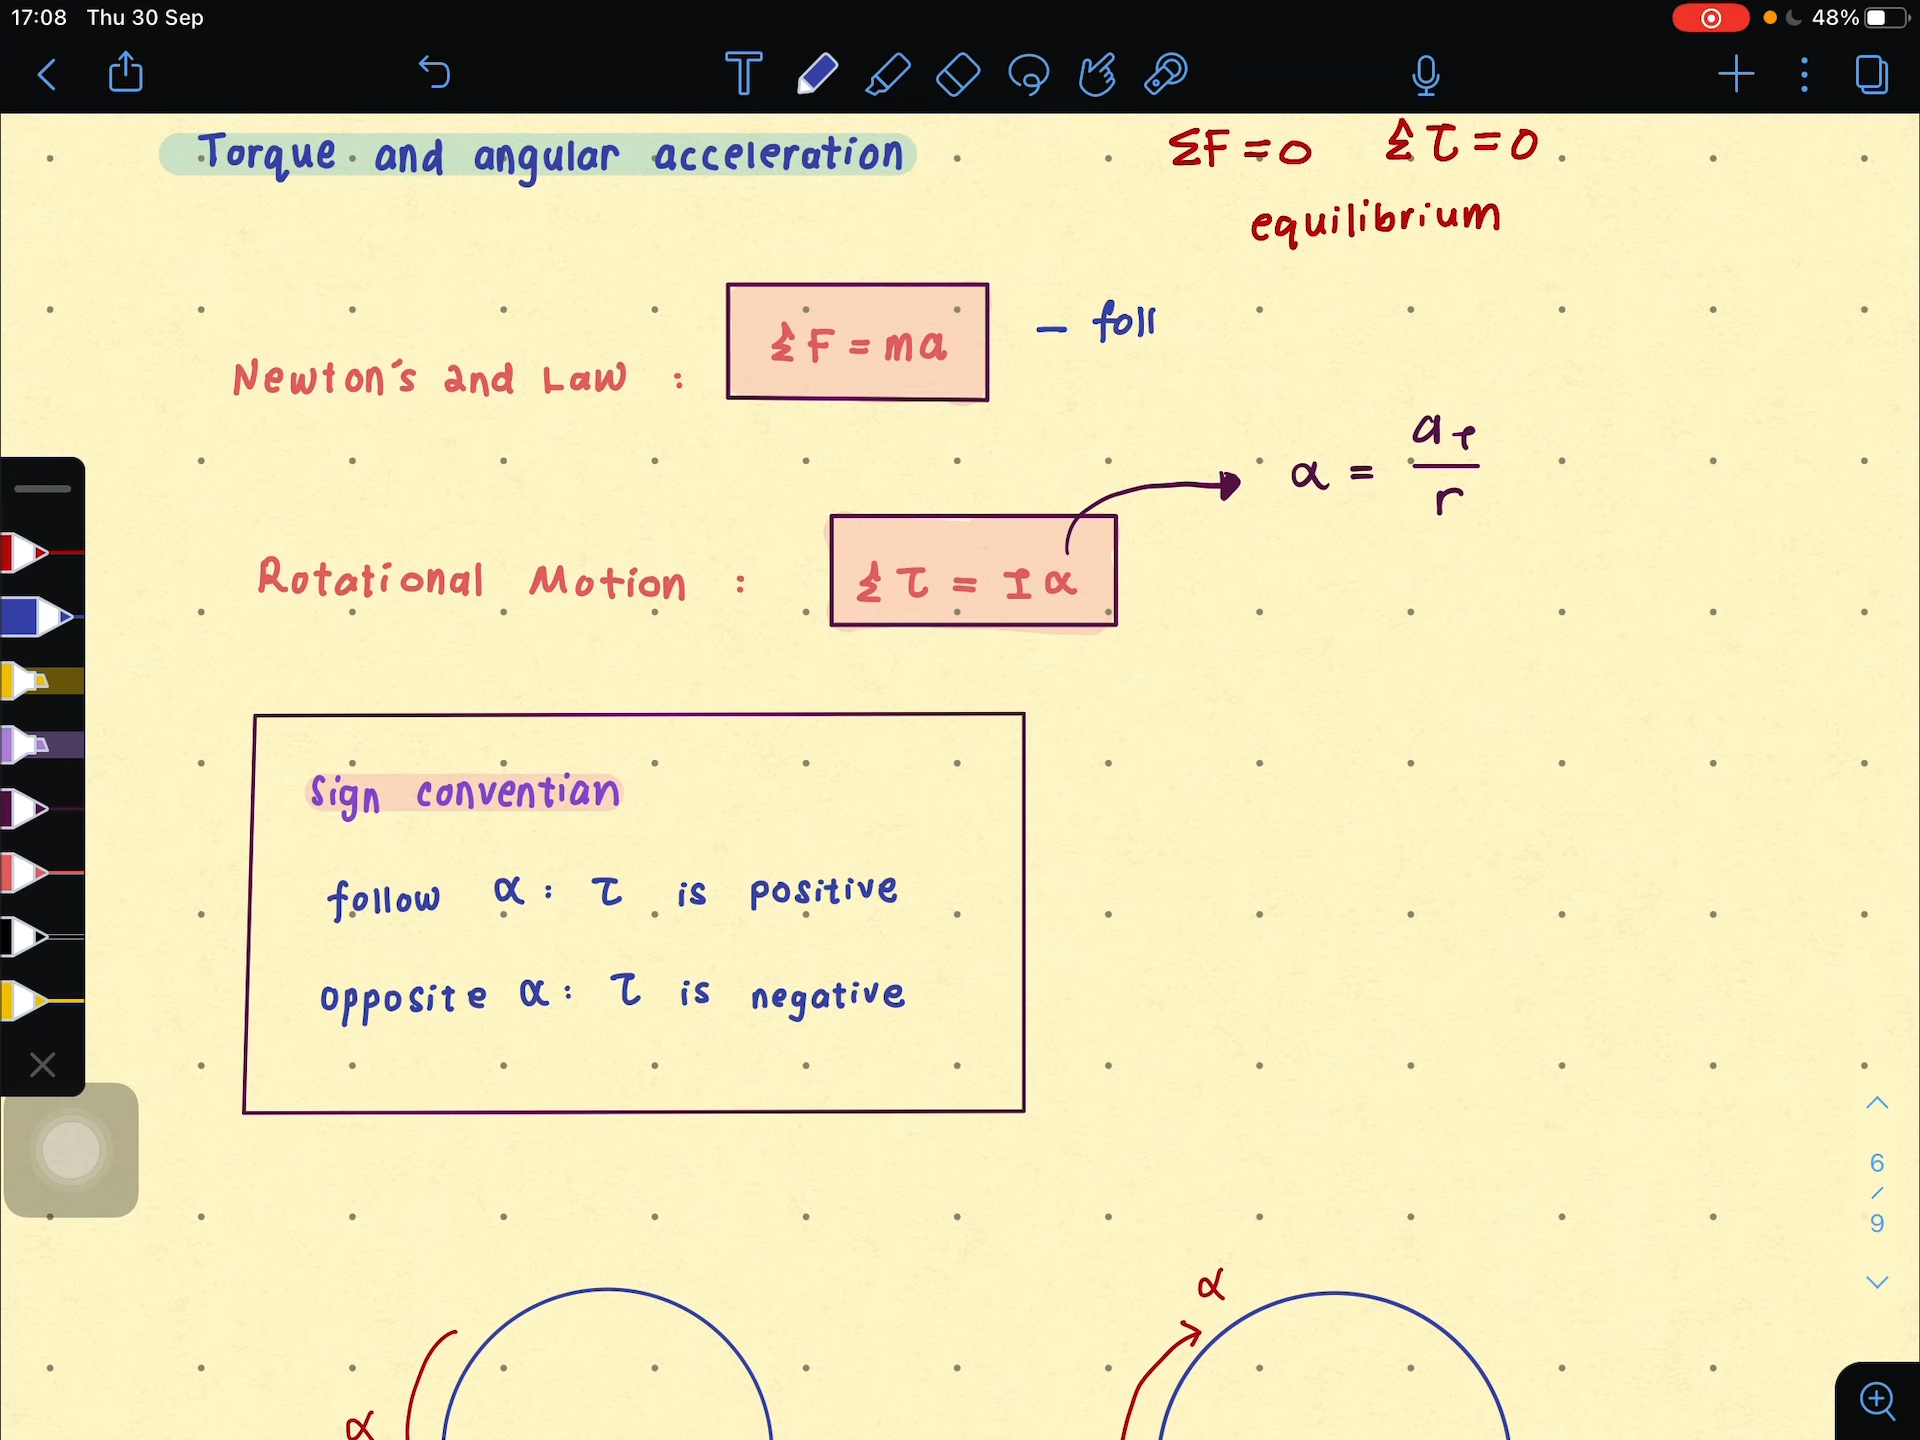 17:08 Thu 30 Sep
48%
T
Torque and angular acceleration
ΣF = 0 Στ = 0
equilibrium
Newton's 2nd Law : ΣF = ma – foll
α = aT / r
Rotational Motion : Στ = Iα
Sign conventian
follow α : τ is positive
opposite α : τ is negative
6
/
9
α
α